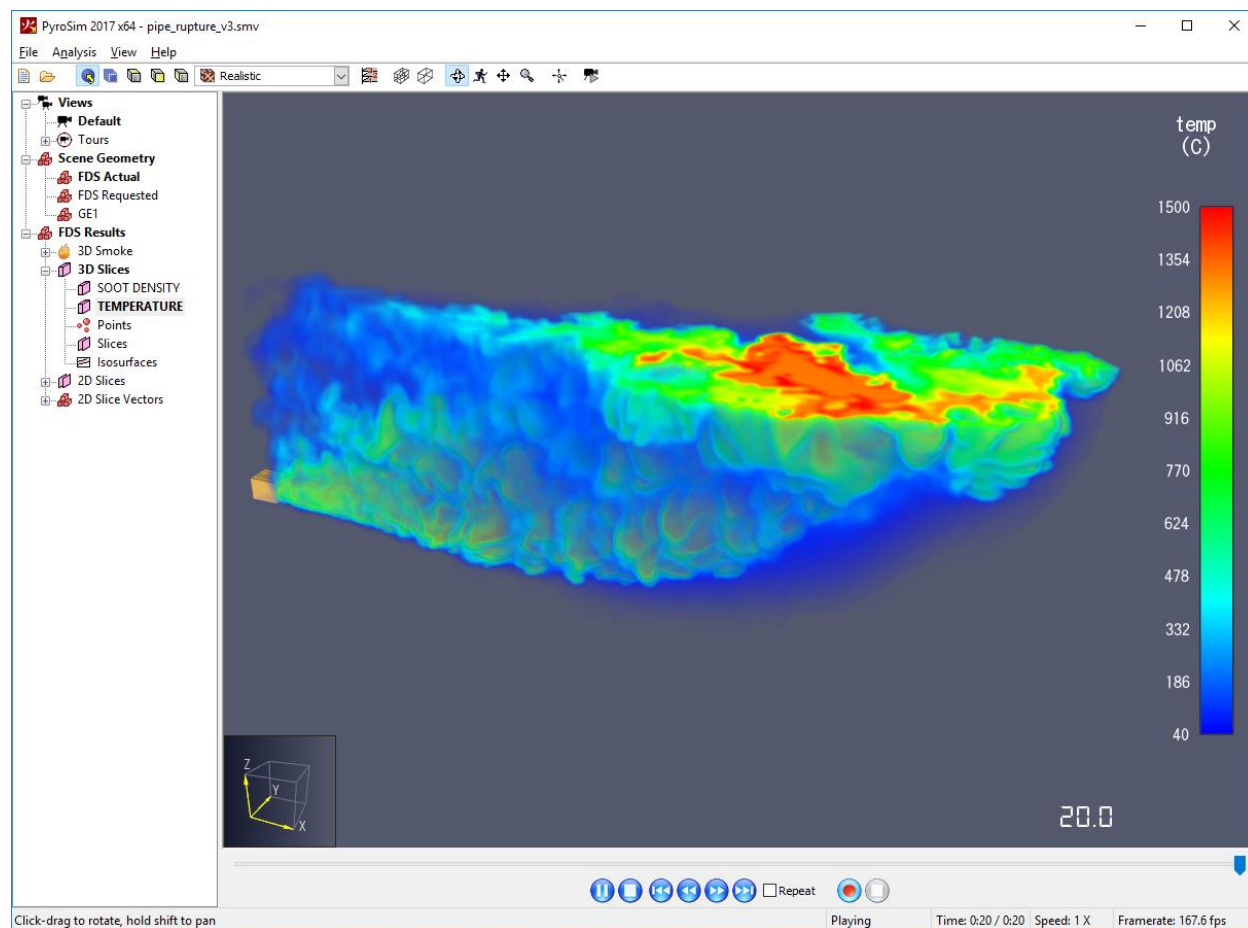 PyroSim 2017 x64 - pipe_rupture_v3.smv
File Analysis View Help
Realistic
Views
Default
Tours
Scene Geometry
FDS Actual
FDS Requested
GE1
FDS Results
3D Smoke
3D Slices
SOOT DENSITY
TEMPERATURE
Points
Slices
Isosurfaces
2D Slices
2D Slice Vectors
temp
(C)
1500
1354
1208
1062
916
770
624
478
332
186
40
Z
Y
X
20.0
Repeat
Click-drag to rotate, hold shift to pan
Playing
Time: 0:20 / 0:20
Speed: 1 X
Framerate: 167.6 fps